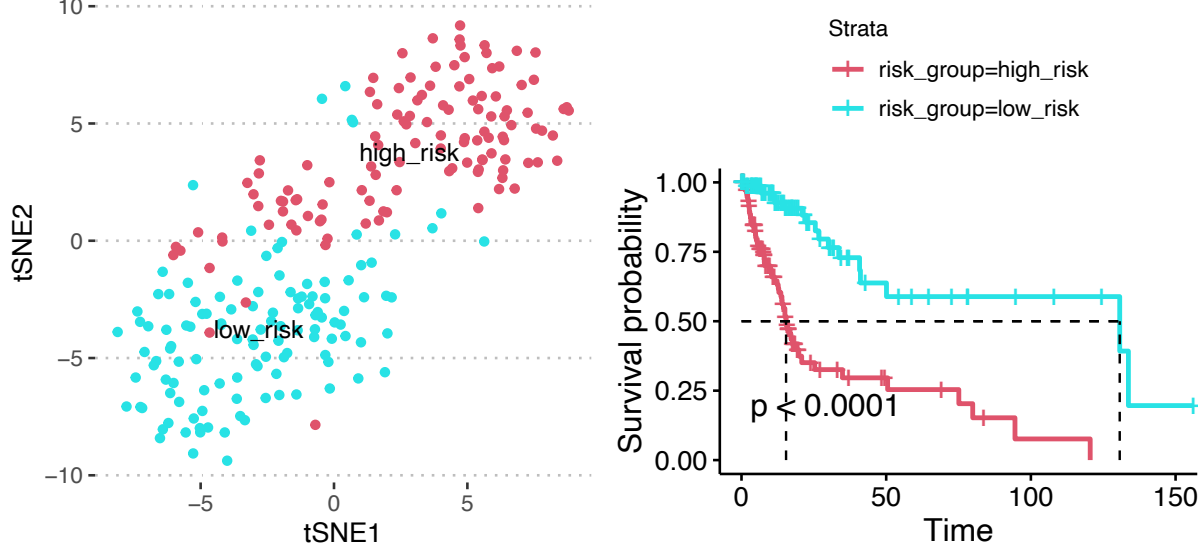 10
5
0
−5
−10
tSNE2
high_risk
low_risk
−5
0
5
tSNE1
Strata
risk_group=high_risk
risk_group=low_risk
1.00
0.75
0.50
0.25
0.00
Survival probability
p < 0.0001
0
50
100
150
Time